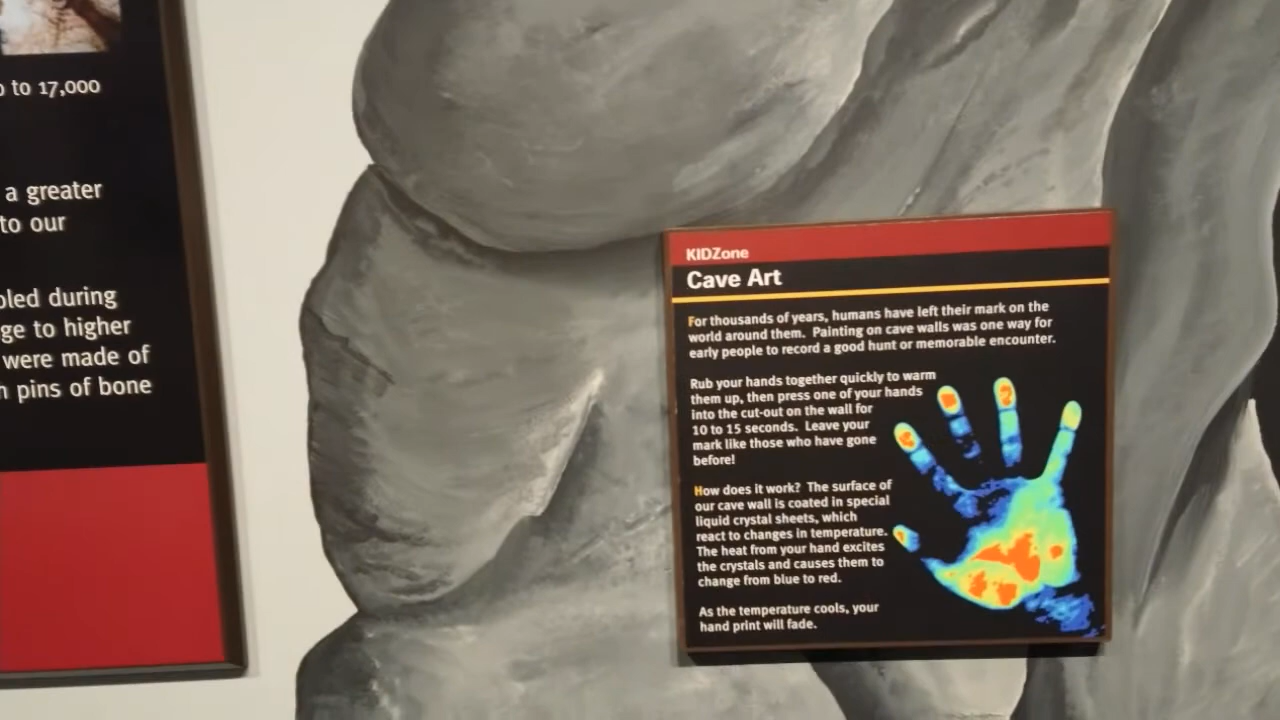 to 17,000
a greater
to our
during
to higher
were made of
pins of bone
KIDZone
Cave Art
For thousands of years, humans have left their mark on the
world around them. Painting on cave walls was one way for
early people to record a good hunt or memorable encounter.
Rub your hands together quickly to warm
them up, then press one of your hands
into the cut-out on the wall for
10 to 15 seconds. Leave your
mark like those who have gone
before!
How does it work? The surface of
our cave wall is coated in special
liquid crystal sheets, which
react to changes in temperature.
The heat from your hand excites
the crystals and causes them to
change from blue to red.
As the temperature cools, your
hand print will fade.